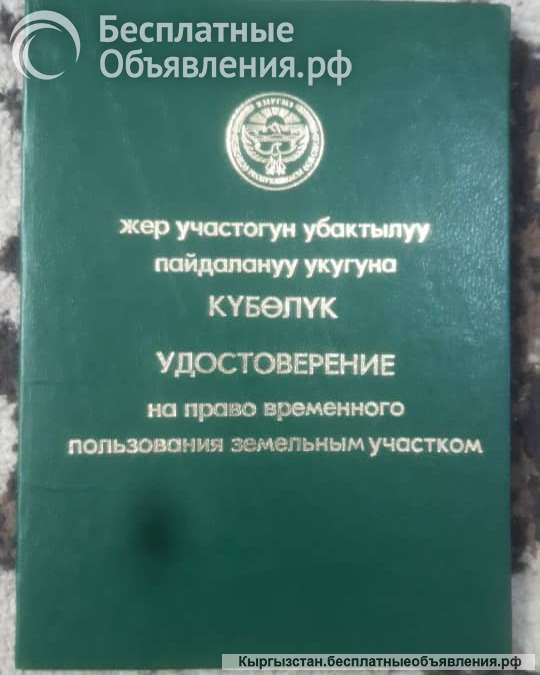 Бесплатные
Объявления.рф
жер участогун убактылуу
пайдалануу укугуна
КҮБӨЛҮК
УДОСТОВЕРЕНИЕ
на право временного
пользования земельным участком
Кыргызстан.бесплатныеобъявления.рф